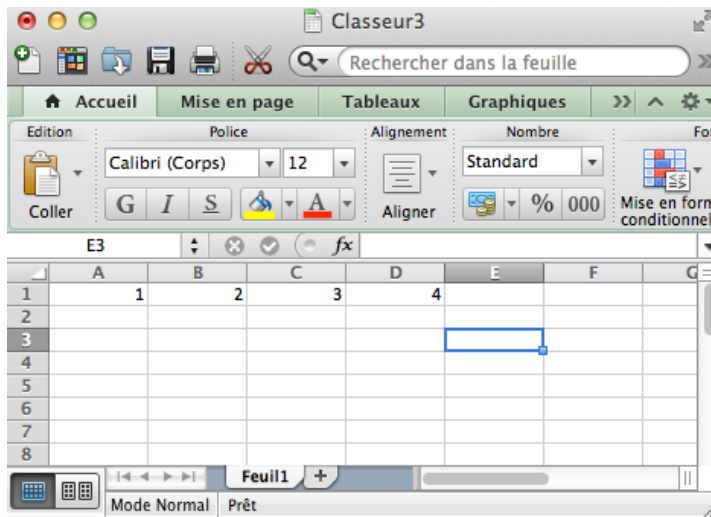 Classeur3
Rechercher dans la feuille
Accueil Mise en page Tableaux Graphiques
Edition Police Alignement Nombre Fo
Calibri (Corps) 12 Standard
Coller G I S A Aligner % 000 Mise en form
conditionnel
E3 fx
A B C D E F G
1 1 2 3 4
2
3
4
5
6
7
8
Feuil1 +
Mode Normal Prêt